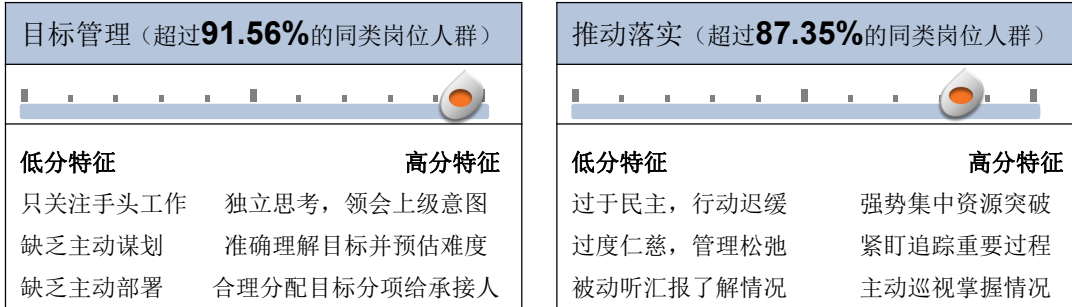 目标管理（超过91.56%的同类岗位人群）
低分特征 高分特征
只关注手头工作 独立思考，领会上级意图
缺乏主动谋划 准确理解目标并预估难度
缺乏主动部署 合理分配目标分项给承接人
推动落实（超过87.35%的同类岗位人群）
低分特征 高分特征
过于民主，行动迟缓 强势集中资源突破
过度仁慈，管理松弛 紧盯追踪重要过程
被动听汇报了解情况 主动巡视掌握情况